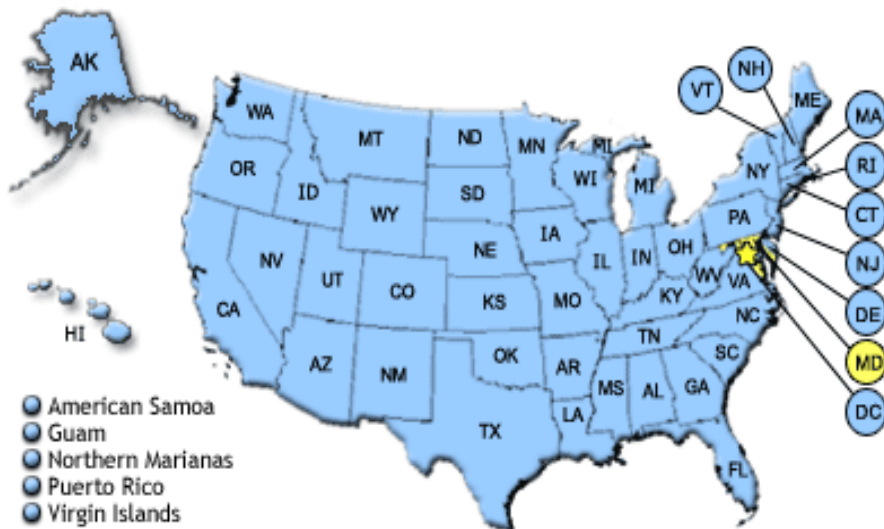 AK
WA
MT
ND
MN
MI
VT
NH
ME
MA
OR
ID
SD
WI
MI
NY
RI
WY
CT
IA
PA
NE
NV
UT
CO
IL
IN
OH
WV
VA
NJ
CA
KS
MO
KY
DE
HI
AZ
NM
OK
TN
NC
AR
SC
MD
MS
AL
GA
DC
TX
LA
FL
American Samoa
Guam
Northern Marianas
Puerto Rico
Virgin Islands